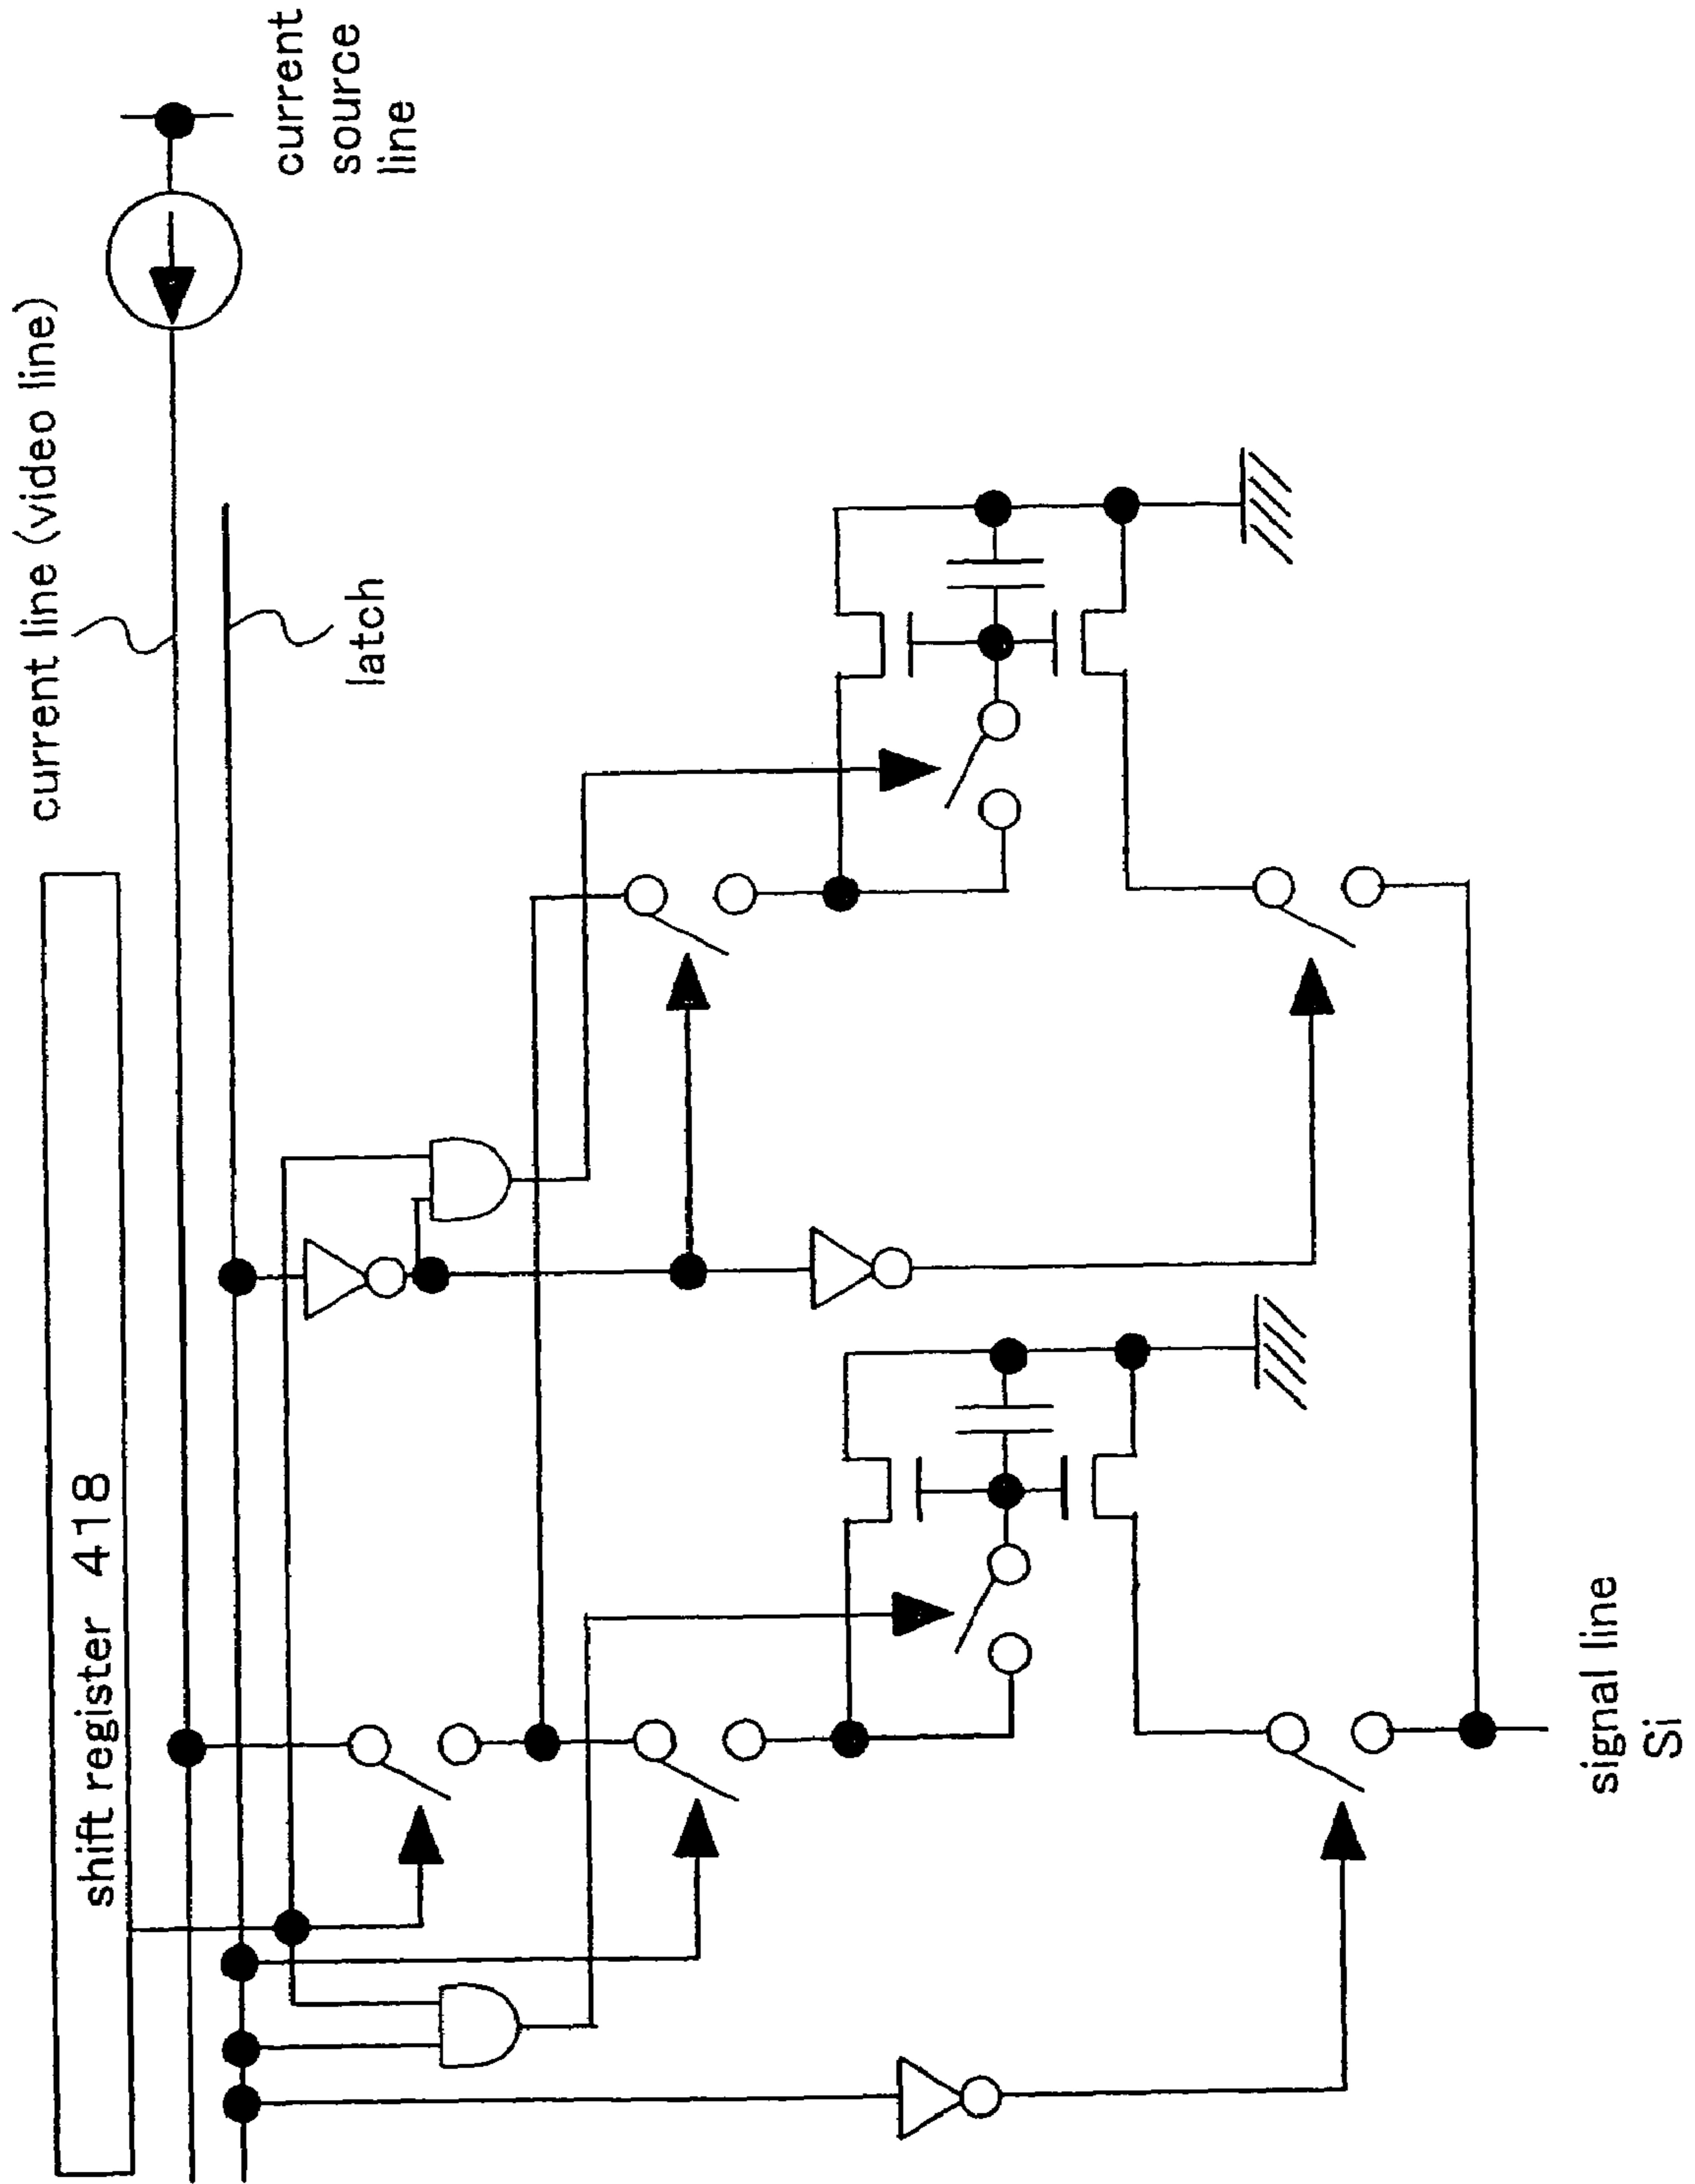 current line (video line)
current
source
line
latch
shift register 418
signal line
Si